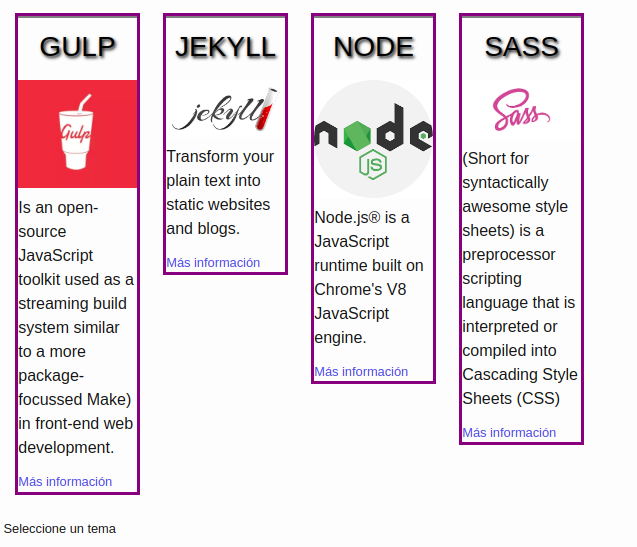 GULP
Gulp
Is an open-
source
JavaScript
toolkit used as a
streaming build
system similar
to a more
package-
focussed Make)
in front-end web
development.
Más información
JEKYLL
jekyll
Transform your
plain text into
static websites
and blogs.
Más información
NODE
node
JS
Node.js® is a
JavaScript
runtime built on
Chrome's V8
JavaScript
engine.
Más información
SASS
Sass
(Short for
syntactically
awesome style
sheets) is a
preprocessor
scripting
language that is
interpreted or
compiled into
Cascading Style
Sheets (CSS)
Más información
Seleccione un tema